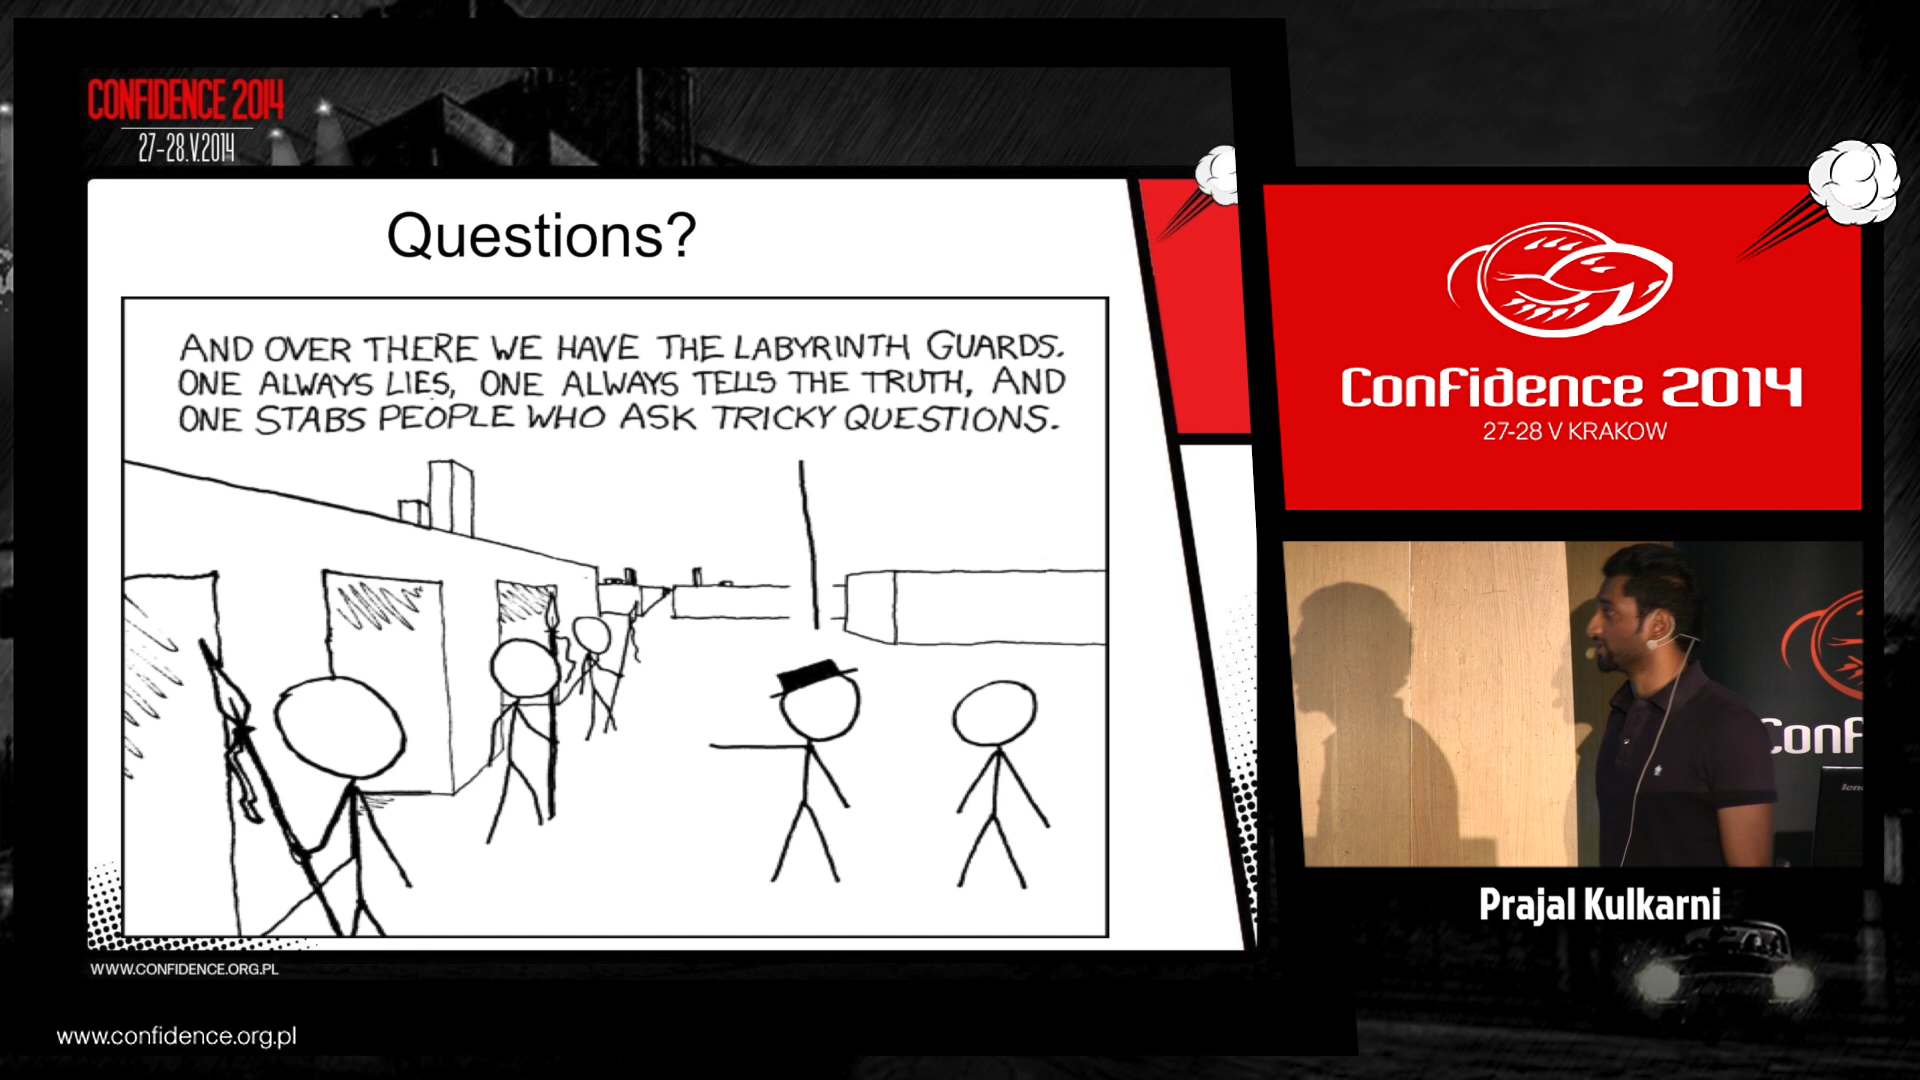 CONFIDENCE 2014
27-28.V.2014
Questions?
AND OVER THERE WE HAVE THE LABYRINTH GUARDS.
ONE ALWAYS LIES, ONE ALWAYS TELLS THE TRUTH, AND
ONE STABS PEOPLE WHO ASK TRICKY QUESTIONS.
WWW.CONFIDENCE.ORG.PL
www.confidence.org.pl
ConFidence 2014
27-28 V KRAKOW
ConF
Prajal Kulkarni